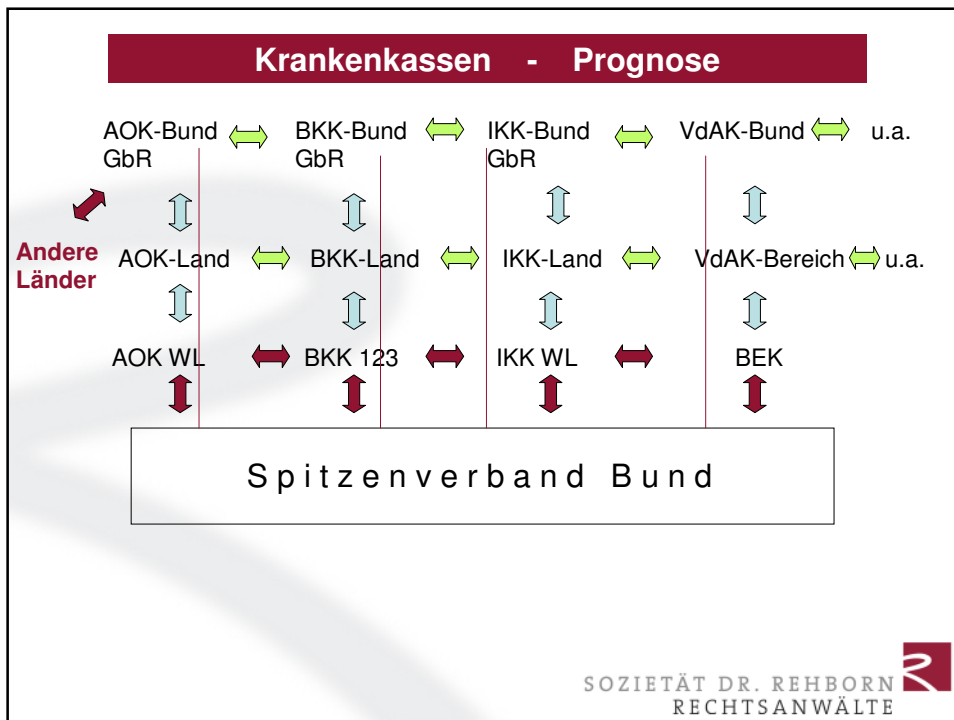 Krankenkassen - Prognose
AOK-Bund GbR
BKK-Bund GbR
IKK-Bund GbR
VdAK-Bund
u.a.
Andere Länder
AOK-Land
BKK-Land
IKK-Land
VdAK-Bereich
u.a.
AOK WL
BKK 123
IKK WL
BEK
Spitzenverband Bund
SOZIETÄT DR. REHBORN
RECHTSANWÄLTE